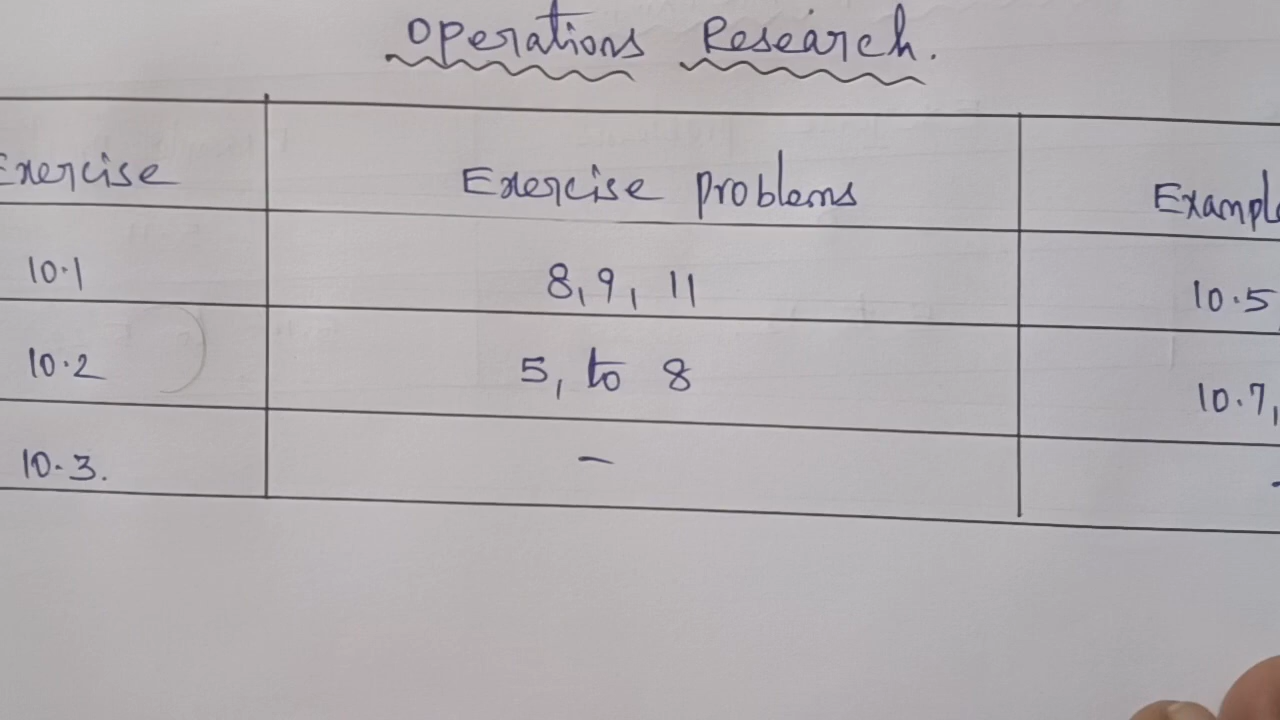 Operations Research.
Exercise Exercise Problems Example
10.1 8, 9, 11 10.5
10.2 5, to 8 10.7,
10.3. -